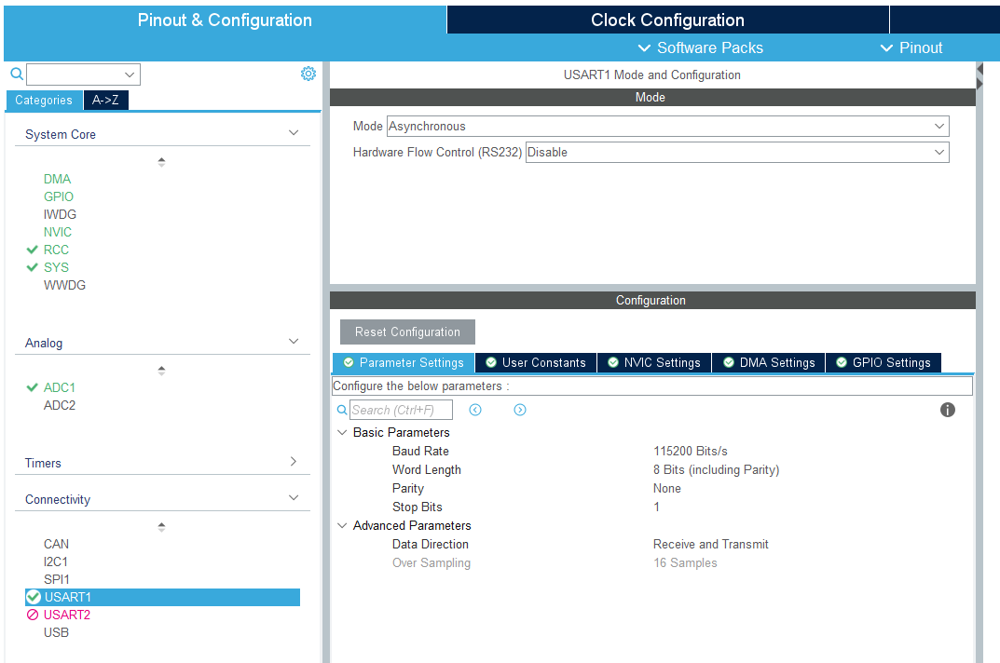 Pinout & Configuration
Clock Configuration
Software Packs
Pinout
Categories
A->Z
System Core
DMA
GPIO
IWDG
NVIC
RCC
SYS
WWDG
Analog
ADC1
ADC2
Timers
Connectivity
CAN
I2C1
SPI1
USART1
USART2
USB
USART1 Mode and Configuration
Mode
Mode Asynchronous
Hardware Flow Control (RS232) Disable
Configuration
Reset Configuration
Parameter Settings
User Constants
NVIC Settings
DMA Settings
GPIO Settings
Configure the below parameters :
Search (Ctrl+F)
Basic Parameters
Baud Rate 115200 Bits/s
Word Length 8 Bits (including Parity)
Parity None
Stop Bits 1
Advanced Parameters
Data Direction Receive and Transmit
Over Sampling 16 Samples